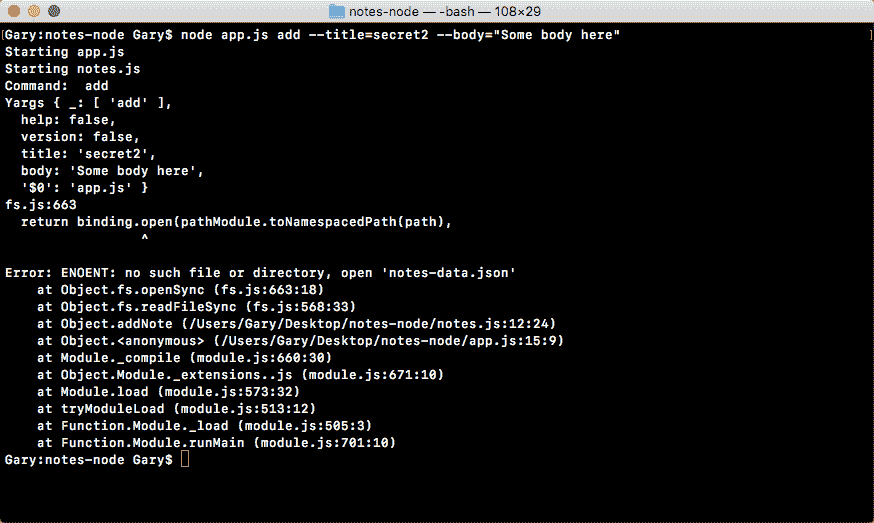 notes-node — -bash — 108×29
[Gary:notes-node Gary$ node app.js add --title=secret2 --body="Some body here" ]
Starting app.js
Starting notes.js
Command:  add
Yargs { _: [ 'add' ],
  help: false,
  version: false,
  title: 'secret2',
  body: 'Some body here',
  '$0': 'app.js' }
fs.js:663
  return binding.open(pathModule.toNamespacedPath(path),
                 ^
Error: ENOENT: no such file or directory, open 'notes-data.json'
    at Object.fs.openSync (fs.js:663:18)
    at Object.fs.readFileSync (fs.js:568:33)
    at Object.addNote (/Users/Gary/Desktop/notes-node/notes.js:12:24)
    at Object.<anonymous> (/Users/Gary/Desktop/notes-node/app.js:15:9)
    at Module._compile (module.js:660:30)
    at Object.Module._extensions..js (module.js:671:10)
    at Module.load (module.js:573:32)
    at tryModuleLoad (module.js:513:12)
    at Function.Module._load (module.js:505:3)
    at Function.Module.runMain (module.js:701:10)
Gary:notes-node Gary$